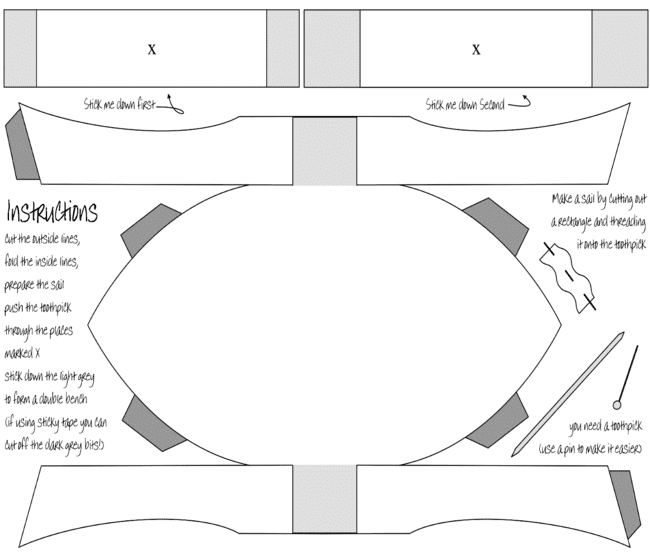 x
x
Stick me down first
Stick me down Second
Instructions
Cut the outside lines,
fold the inside lines,
prepare the sail
push the toothpick
through the places
marked X
stick down the light grey
to form a double bench
(if using sticky tape you can
cut off the dark grey bits!)
Make a sail by cutting out
a rectangle and threading
it onto the toothpick
you need a toothpick
(use a pin to make it easier)